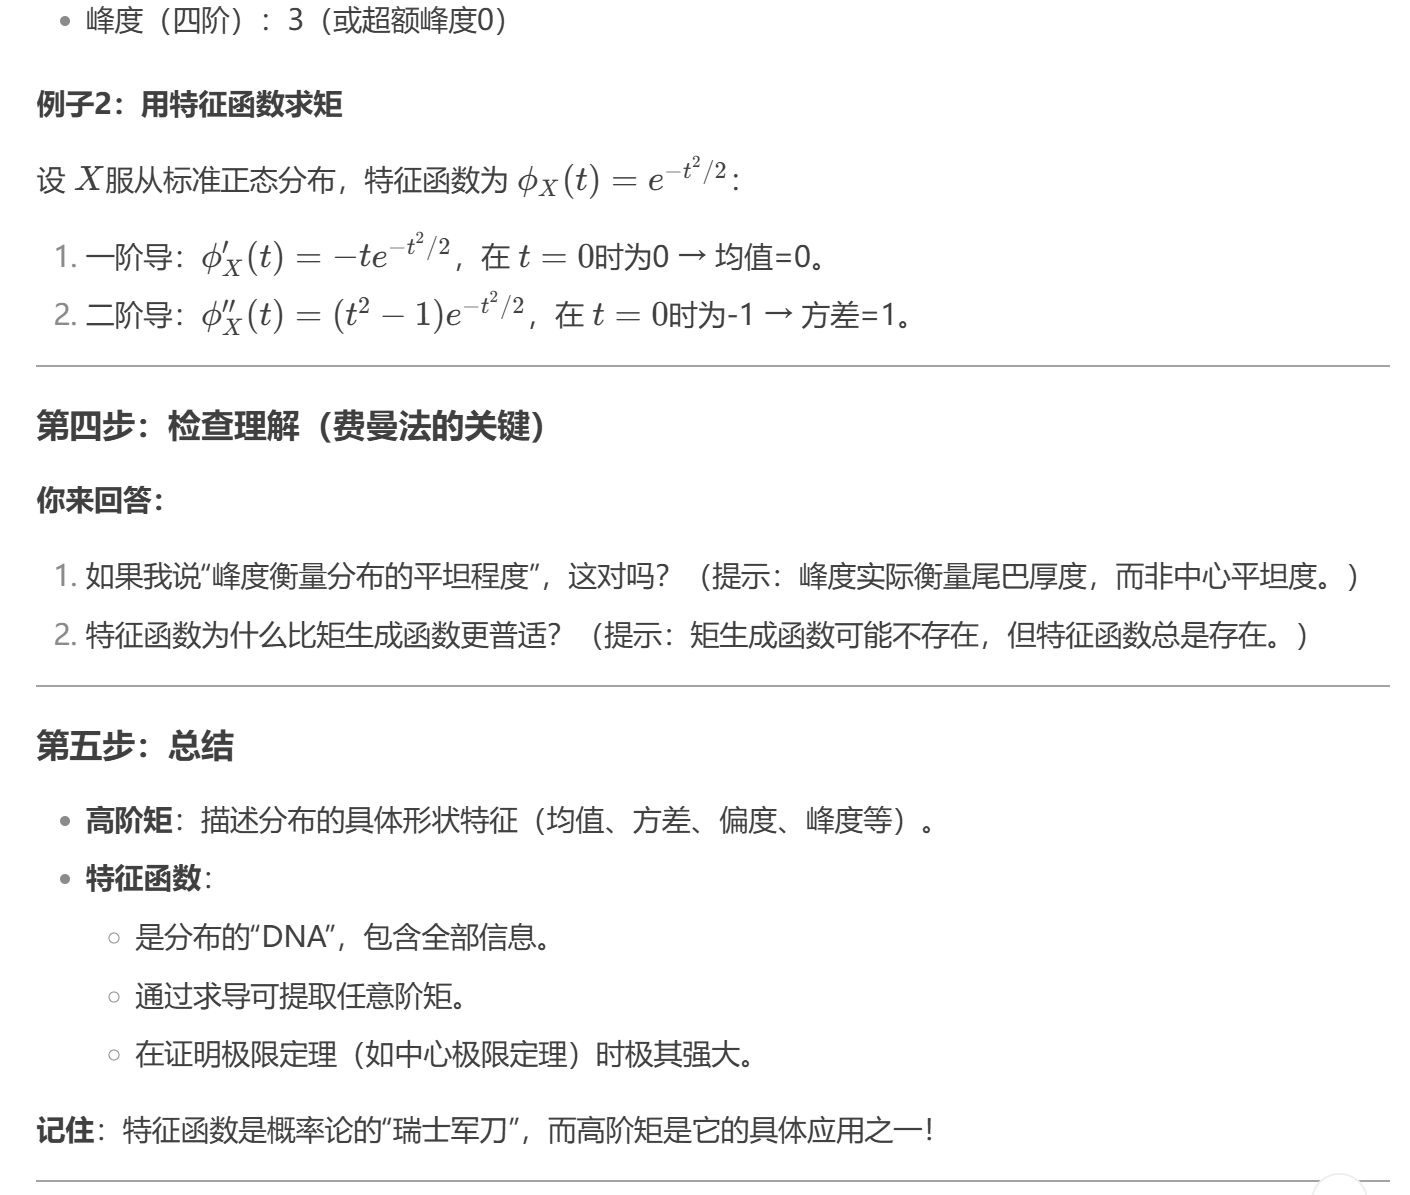 • 峰度（四阶）：3（或超额峰度0）
例子2：用特征函数求矩
设 X服从标准正态分布，特征函数为 ϕ_X(t) = e^{-t^2/2}：
1. 一阶导：ϕ'_X(t) = −te^{-t^2/2}，在 t = 0时为0 → 均值=0。
2. 二阶导：ϕ''_X(t) = (t^2 − 1)e^{-t^2/2}，在 t = 0时为-1 → 方差=1。
第四步：检查理解（费曼法的关键）
你来回答：
1. 如果我说“峰度衡量分布的平坦程度”，这对吗？（提示：峰度实际衡量尾巴厚度，而非中心平坦度。）
2. 特征函数为什么比矩生成函数更普适？（提示：矩生成函数可能不存在，但特征函数总是存在。）
第五步：总结
• 高阶矩：描述分布的具体形状特征（均值、方差、偏度、峰度等）。
• 特征函数：
○ 是分布的“DNA”，包含全部信息。
○ 通过求导可提取任意阶矩。
○ 在证明极限定理（如中心极限定理）时极其强大。
记住：特征函数是概率论的“瑞士军刀”，而高阶矩是它的具体应用之一！